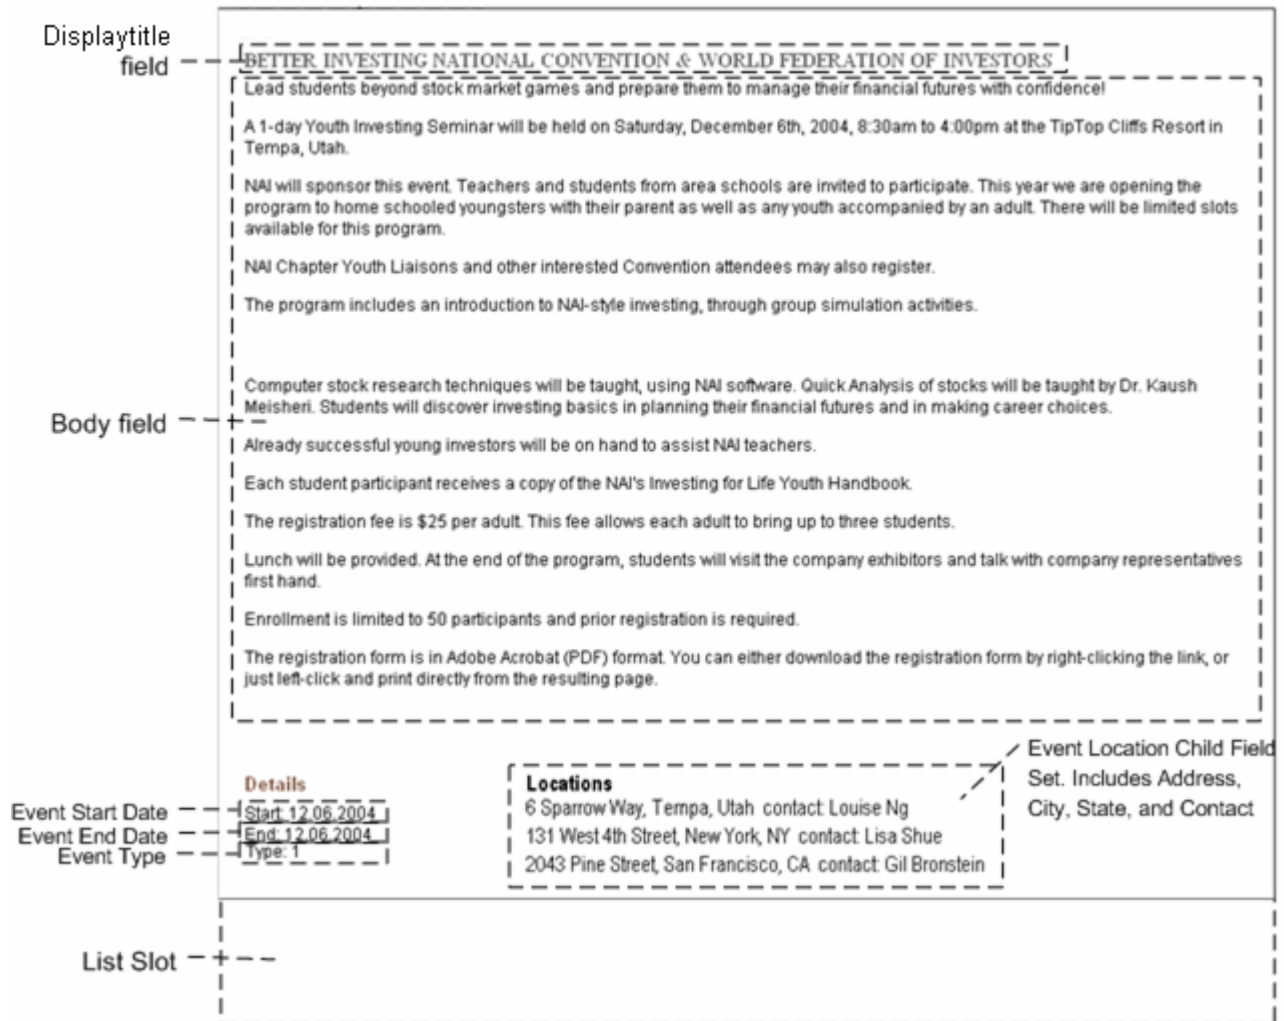 Displaytitle
field
BETTER INVESTING NATIONAL CONVENTION & WORLD FEDERATION OF INVESTORS
Lead students beyond stock market games and prepare them to manage their financial futures with confidence!
A 1-day Youth Investing Seminar will be held on Saturday, December 6th, 2004, 8:30am to 4:00pm at the TipTop Cliffs Resort in
Tempa, Utah.
NAI will sponsor this event. Teachers and students from area schools are invited to participate. This year we are opening the
program to home schooled youngsters with their parent as well as any youth accompanied by an adult. There will be limited slots
available for this program.
NAI Chapter Youth Liaisons and other interested Convention attendees may also register.
The program includes an introduction to NAI-style investing, through group simulation activities.
Computer stock research techniques will be taught, using NAI software. Quick Analysis of stocks will be taught by Dr. Kaush
Meisheri. Students will discover investing basics in planning their financial futures and in making career choices.
Body field
Already successful young investors will be on hand to assist NAI teachers.
Each student participant receives a copy of the NAI's Investing for Life Youth Handbook.
The registration fee is $25 per adult. This fee allows each adult to bring up to three students.
Lunch will be provided. At the end of the program, students will visit the company exhibitors and talk with company representatives
first hand.
Enrollment is limited to 50 participants and prior registration is required.
The registration form is in Adobe Acrobat (PDF) format. You can either download the registration form by right-clicking the link, or
just left-click and print directly from the resulting page.
Event Location Child Field
Set. Includes Address,
City, State, and Contact
Details
Event Start Date
Start: 12.06.2004
Event End Date
End: 12.06.2004
Event Type
Type: 1
Locations
6 Sparrow Way, Tempa, Utah contact: Louise Ng
131 West 4th Street, New York, NY contact: Lisa Shue
2043 Pine Street, San Francisco, CA contact: Gil Bronstein
List Slot